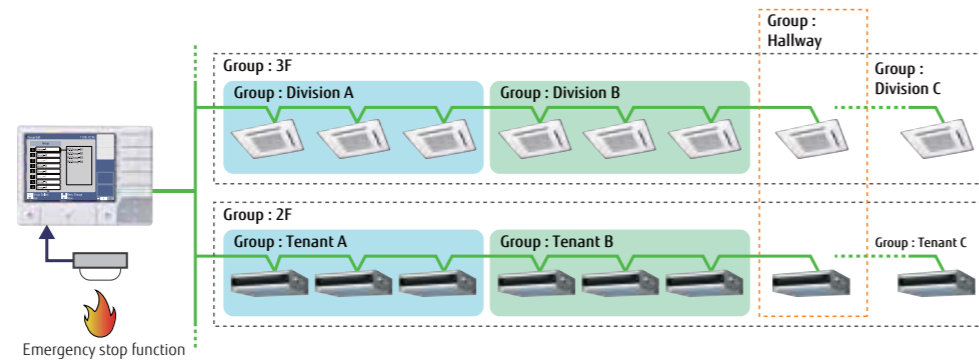 Group :
Hallway
Group : 3F
Group :
Division C
Group : Division A
Group : Division B
Group : 2F
Group : Tenant A
Group : Tenant B
Group : Tenant C
Emergency stop function